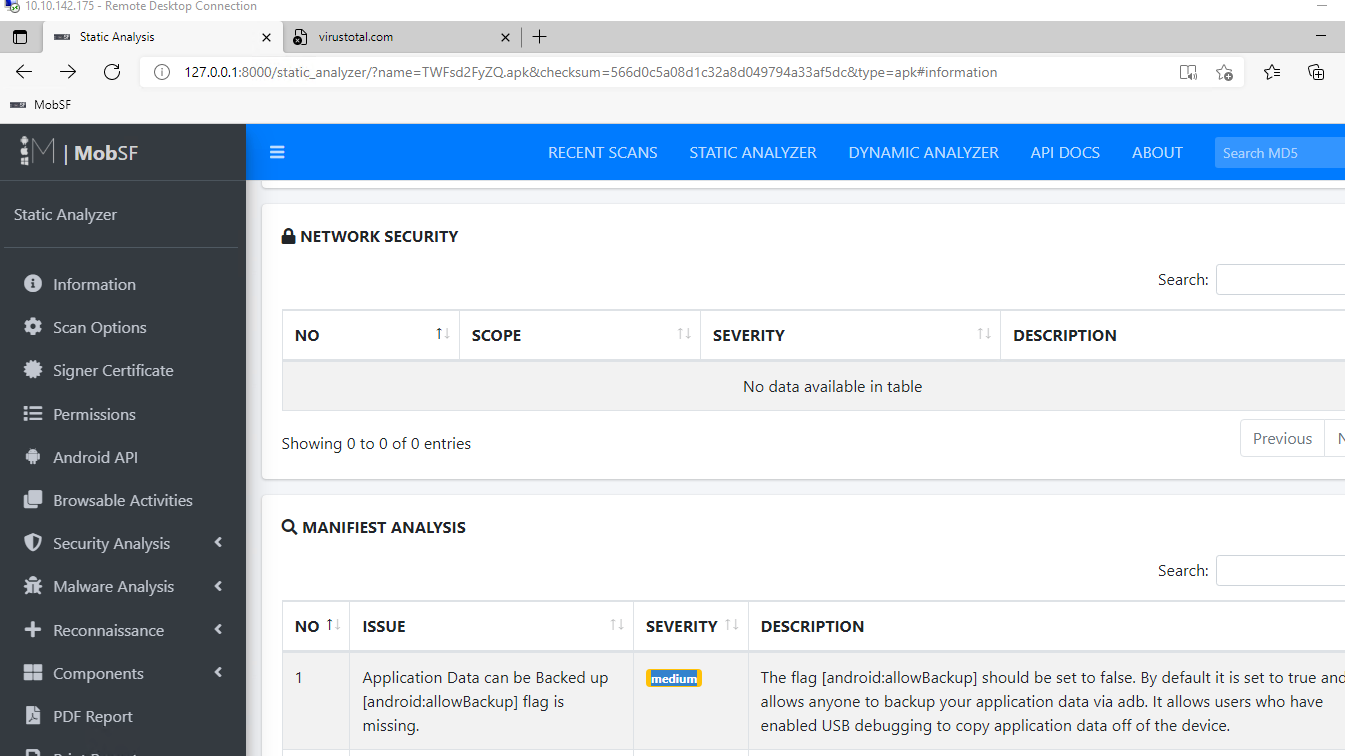 10.10.142.175 - Remote Desktop Connection
Static Analysis
virustotal.com
127.0.0.1:8000/static_analyzer/?name=TWFsd2FyZQ.apk&checksum=566d0c5a08d1c32a8d049794a33af5dc&type=apk#information
MobSF
M | MobSF
RECENT SCANS STATIC ANALYZER DYNAMIC ANALYZER API DOCS ABOUT Search MD5
Static Analyzer
Information
Scan Options
Signer Certificate
Permissions
Android API
Browsable Activities
Security Analysis
Malware Analysis
Reconnaissance
Components
PDF Report
NETWORK SECURITY
Search:
NO SCOPE SEVERITY DESCRIPTION
No data available in table
Showing 0 to 0 of 0 entries
Previous
MANIFIEST ANALYSIS
Search:
NO ISSUE SEVERITY DESCRIPTION
1
Application Data can be Backed up
[android:allowBackup] flag is
missing.
medium
The flag [android:allowBackup] should be set to false. By default it is set to true and
allows anyone to backup your application data via adb. It allows users who have
enabled USB debugging to copy application data off of the device.